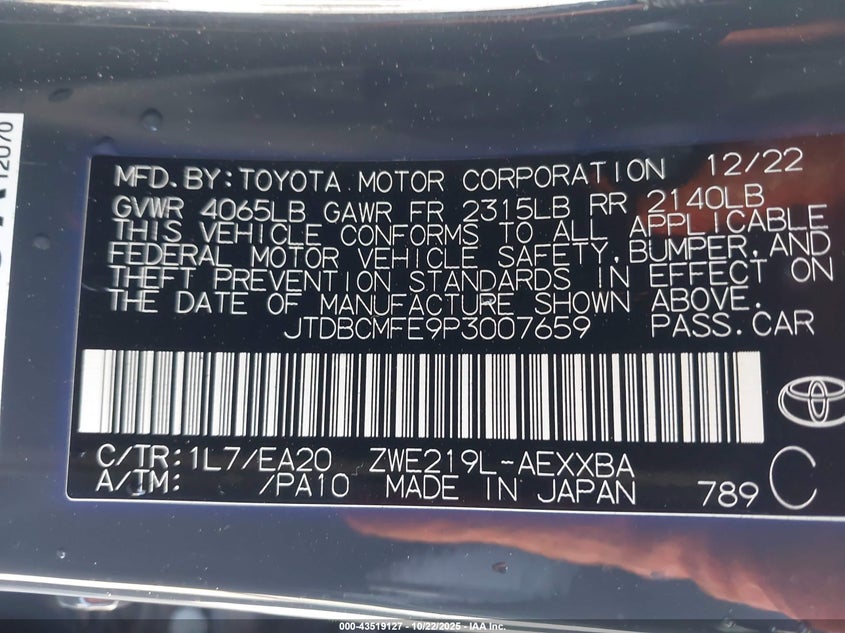 12070
MFD.BY:TOYOTA MOTOR CORPORATION 12/22
GVWR 4065LB GAWR FR 2315LB RR 2140LB
THIS VEHICLE CONFORMS TO ALL APPLICABLE
FEDERAL MOTOR VEHICLE SAFETY,BUMPER,AND
THEFT PREVENTION STANDARDS IN EFFECT ON
THE DATE OF MANUFACTURE SHOWN ABOVE.
JTDBCMFE9P3007659 PASS.CAR
C/TR:1L7/EA20 ZWE219L-AEXXBA
A/TM: /PA10 MADE IN JAPAN 789 C
000-43519127 - 10/22/2025 - IAA Inc.